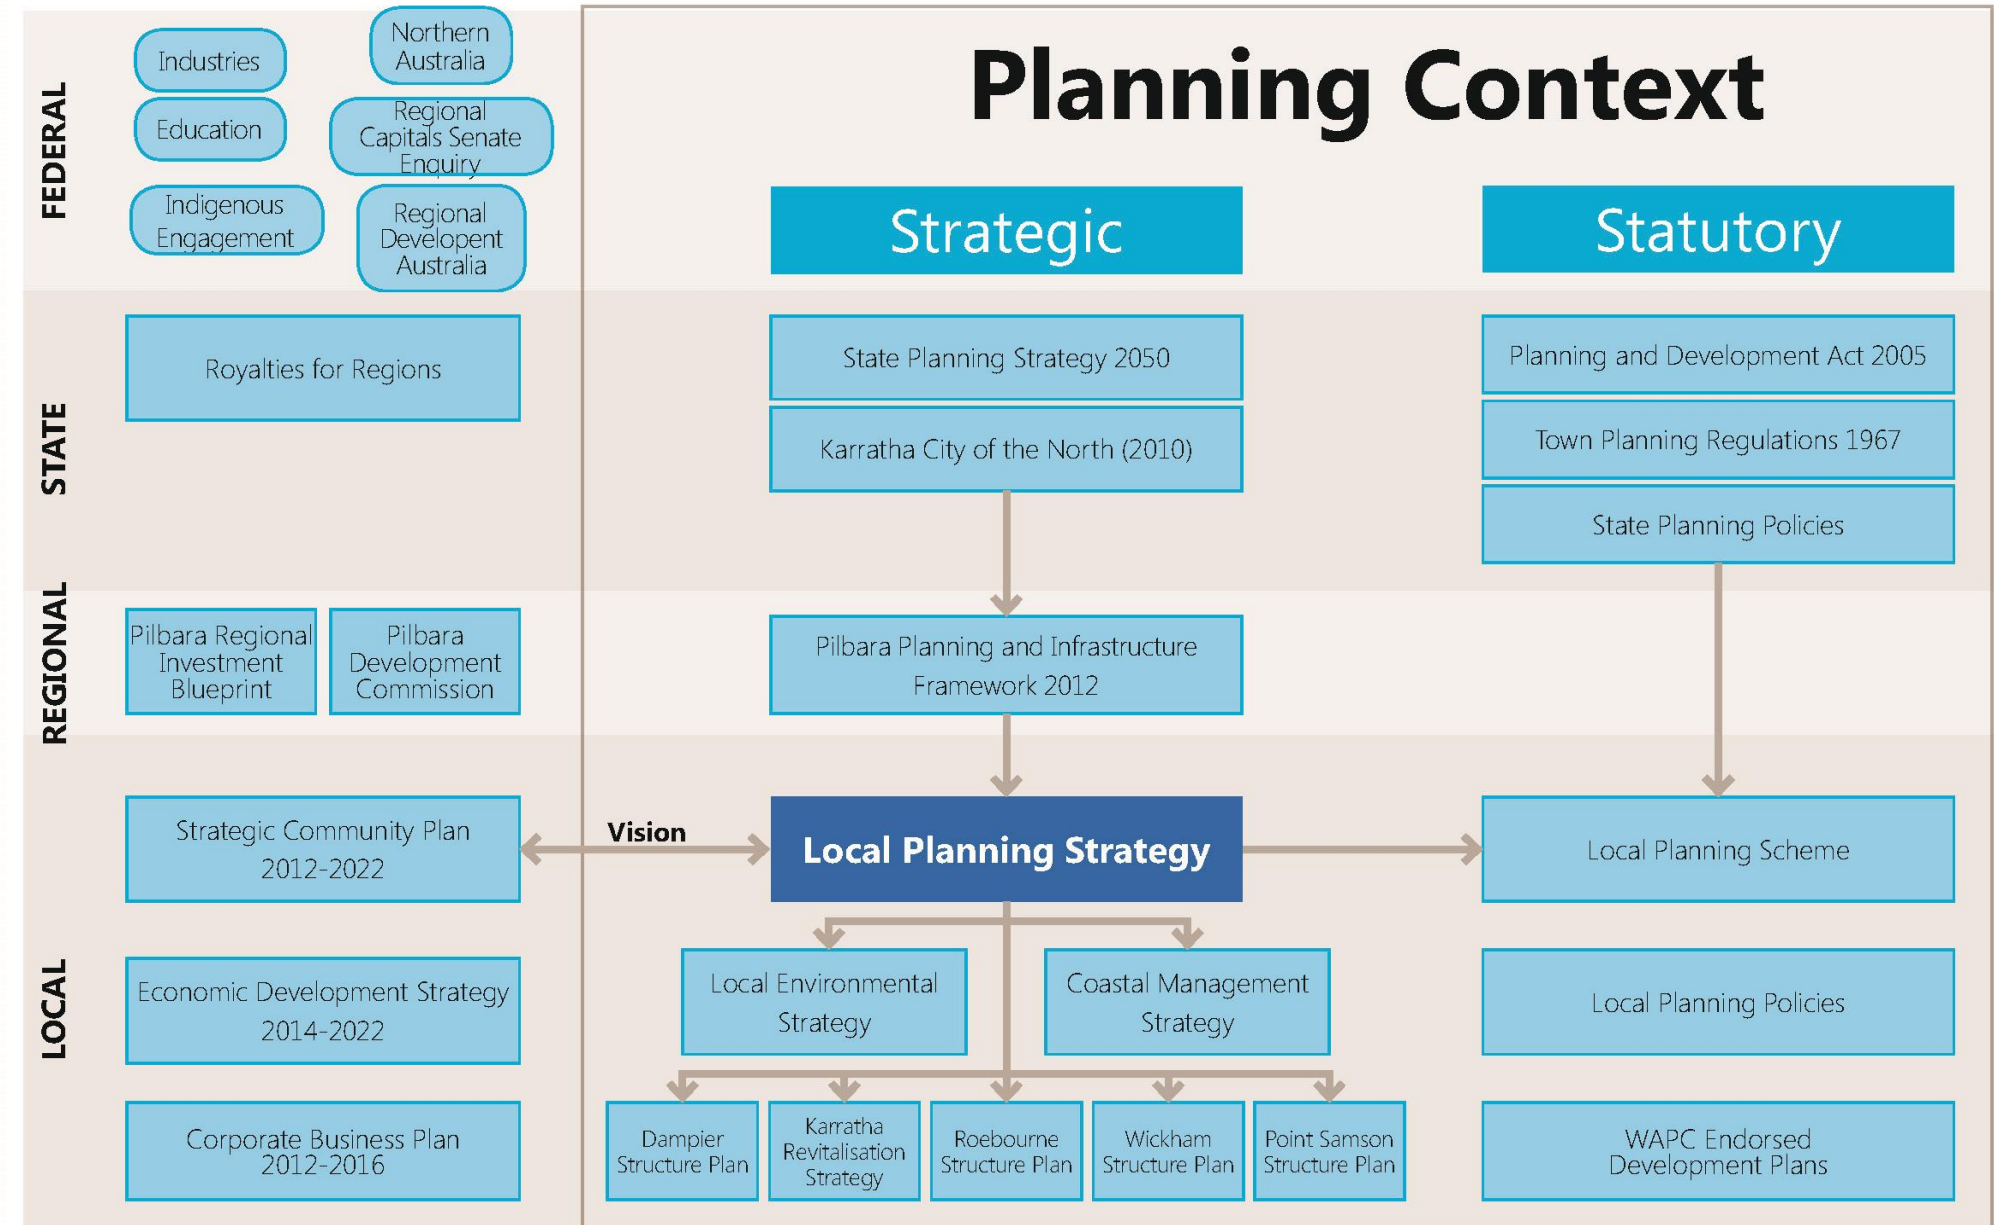 Planning Context
FEDERAL
Industries
Northern
Australia
Education
Regional
Capitals Senate
Enquiry
Indigenous
Engagement
Regional
Developent
Australia
Strategic
Statutory
STATE
Royalties for Regions
State Planning Strategy 2050
Karratha City of the North (2010)
Planning and Development Act 2005
Town Planning Regulations 1967
State Planning Policies
REGIONAL
Pilbara Regional
Investment
Blueprint
Pilbara
Development
Commission
Pilbara Planning and Infrastructure
Framework 2012
LOCAL
Strategic Community Plan
2012-2022
Vision
Local Planning Strategy
Local Planning Scheme
Economic Development Strategy
2014-2022
Local Environmental
Strategy
Coastal Management
Strategy
Local Planning Policies
Corporate Business Plan
2012-2016
Dampier
Structure Plan
Karratha
Revitalisation
Strategy
Roebourne
Structure Plan
Wickham
Structure Plan
Point Samson
Structure Plan
WAPC Endorsed
Development Plans